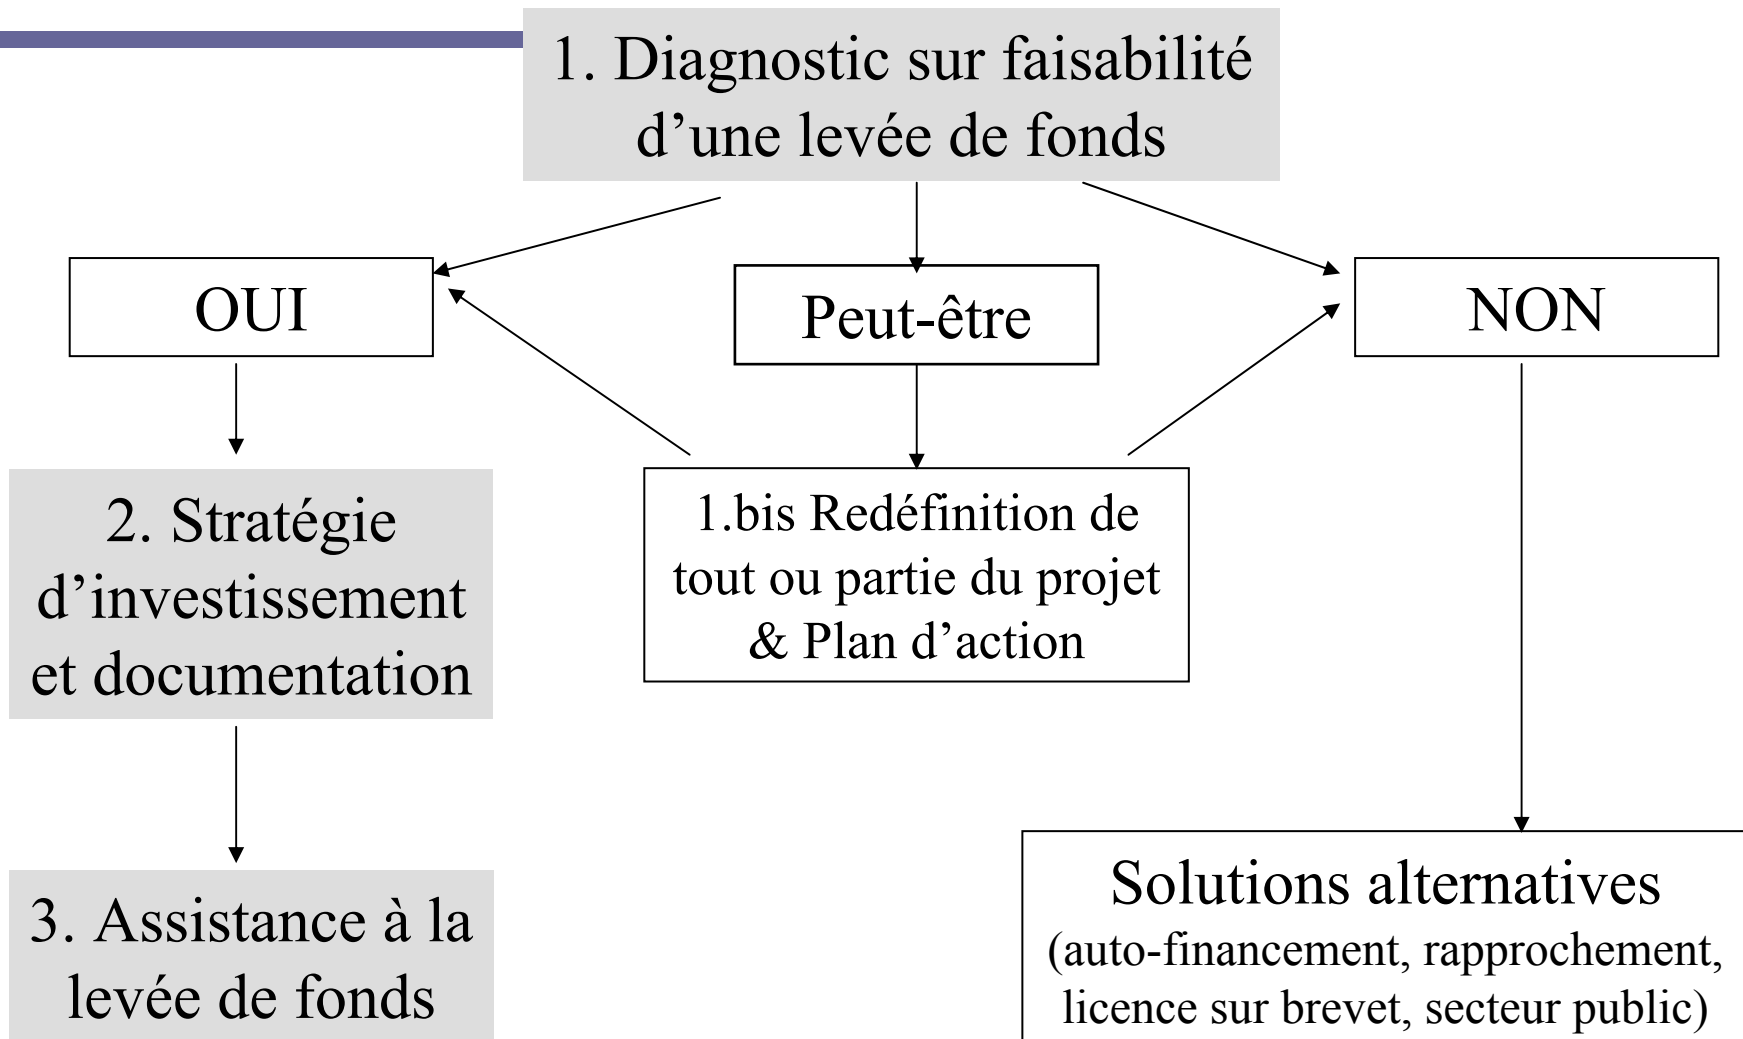 1. Diagnostic sur faisabilité
d’une levée de fonds
OUI
Peut-être
NON
2. Stratégie
d’investissement
et documentation
1.bis Redéfinition de
tout ou partie du projet
& Plan d’action
3. Assistance à la
levée de fonds
Solutions alternatives
(auto-financement, rapprochement,
licence sur brevet, secteur public)